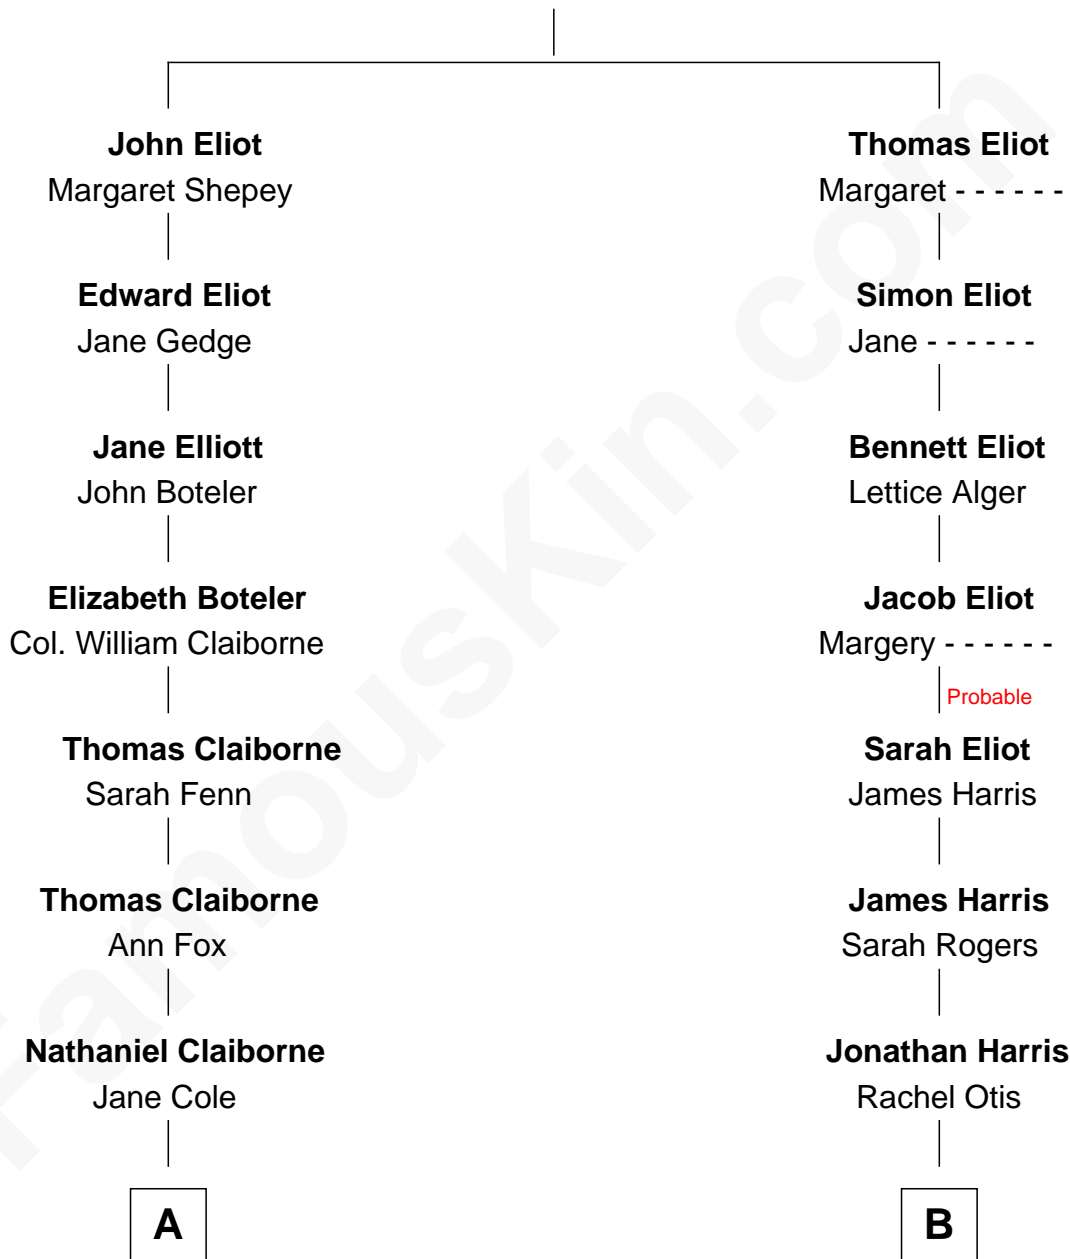 John Eliot
Margaret Shepey
Edward Eliot
Jane Gedge
Jane Elliott
John Boteler
Elizabeth Boteler
Col. William Claiborne
Thomas Claiborne
Sarah Fenn
Thomas Claiborne
Ann Fox
Nathaniel Claiborne
Jane Cole
A
Thomas Eliot
Margaret - - - - - -
Simon Eliot
Jane - - - - - -
Bennett Eliot
Lettice Alger
Jacob Eliot
Margery - - - - - -
Probable
Sarah Eliot
James Harris
James Harris
Sarah Rogers
Jonathan Harris
Rachel Otis
B
FamousKin.com